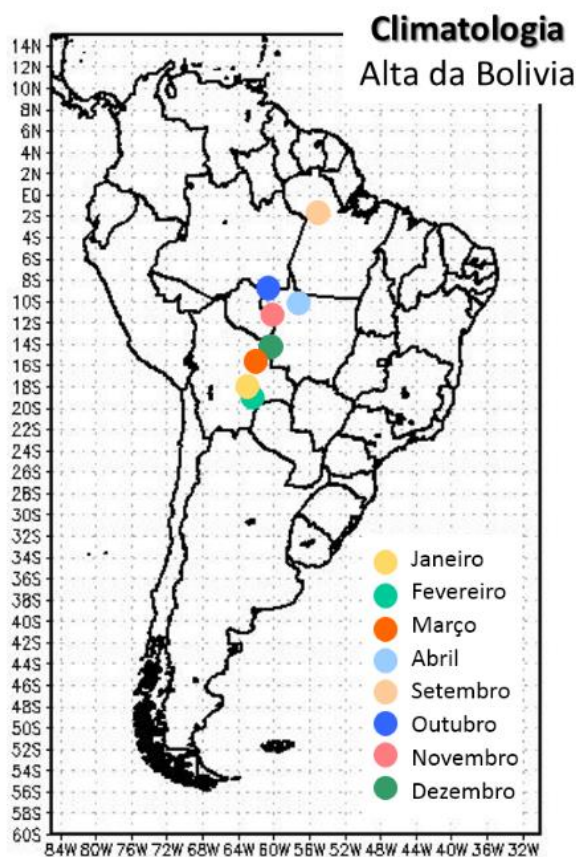 Climatologia
Alta da Bolivia
14N
12N
10N
8N
6N
4N
2N
EQ
2S
4S
6S
8S
10S
12S
14S
16S
18S
20S
22S
24S
26S
28S
30S
32S
34S
36S
38S
40S
42S
44S
46S
48S
50S
52S
54S
56S
58S
60S
Janeiro
Fevereiro
Março
Abril
Setembro
Outubro
Novembro
Dezembro
84W 80W 76W 72W 68W 64W 60W 56W 52W 48W 44W 40W 36W 32W